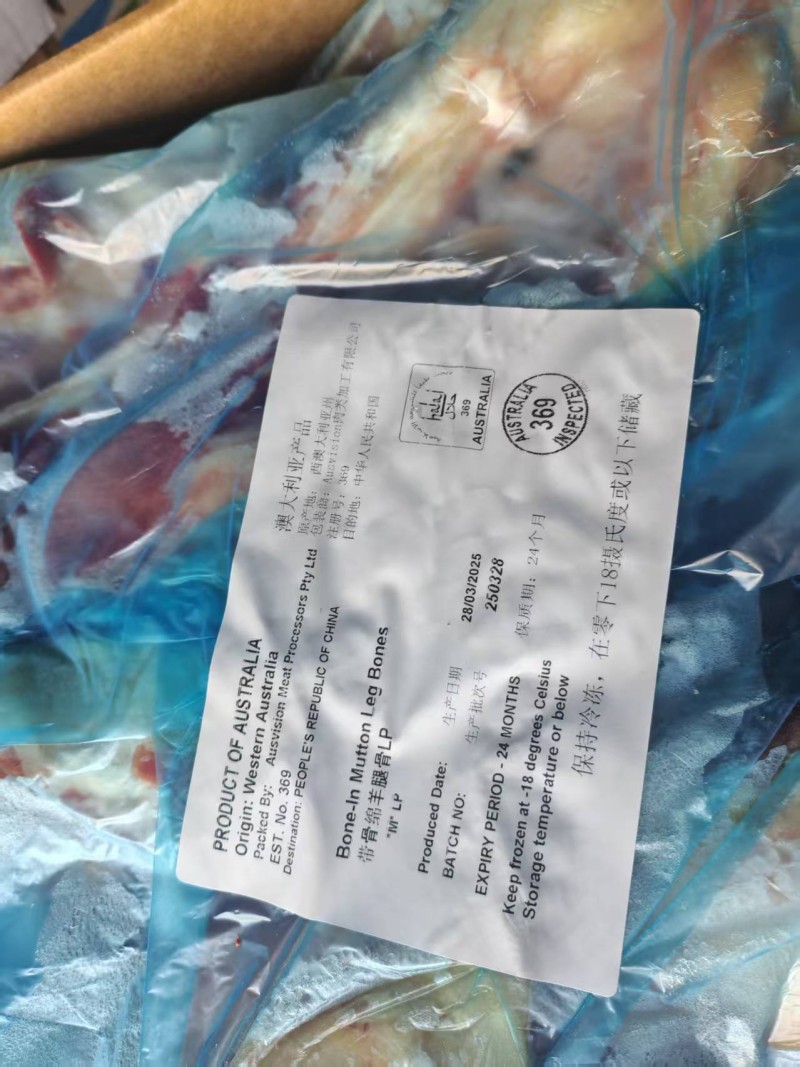 PRODUCT OF AUSTRALIA
Origin: Western Australia
Packed By: Ausvision Meat Processors Pty Ltd
EST. No. 369
Destination: PEOPLE'S REPUBLIC OF CHINA
澳大利亚产品
原产地: 西澳大利亚州
包装商: Ausvision肉类加工有限公司
注册号: 369
目的地: 中华人民共和国
Bone-In Mutton Leg Bones
带骨绵羊腿骨LP
"M" LP
halal
حلال
369
AUSTRALIA
Produced Date: 生产日期 28/03/2025
BATCH NO: 生产批次号 250328
AUSTRALIA
369
INSPECTED
EXPIRY PERIOD - 24 MONTHS 保质期: 24个月
Keep frozen at -18 degrees Celsius
Storage temperature or below
保持冷冻，在零下18摄氏度或以下储藏